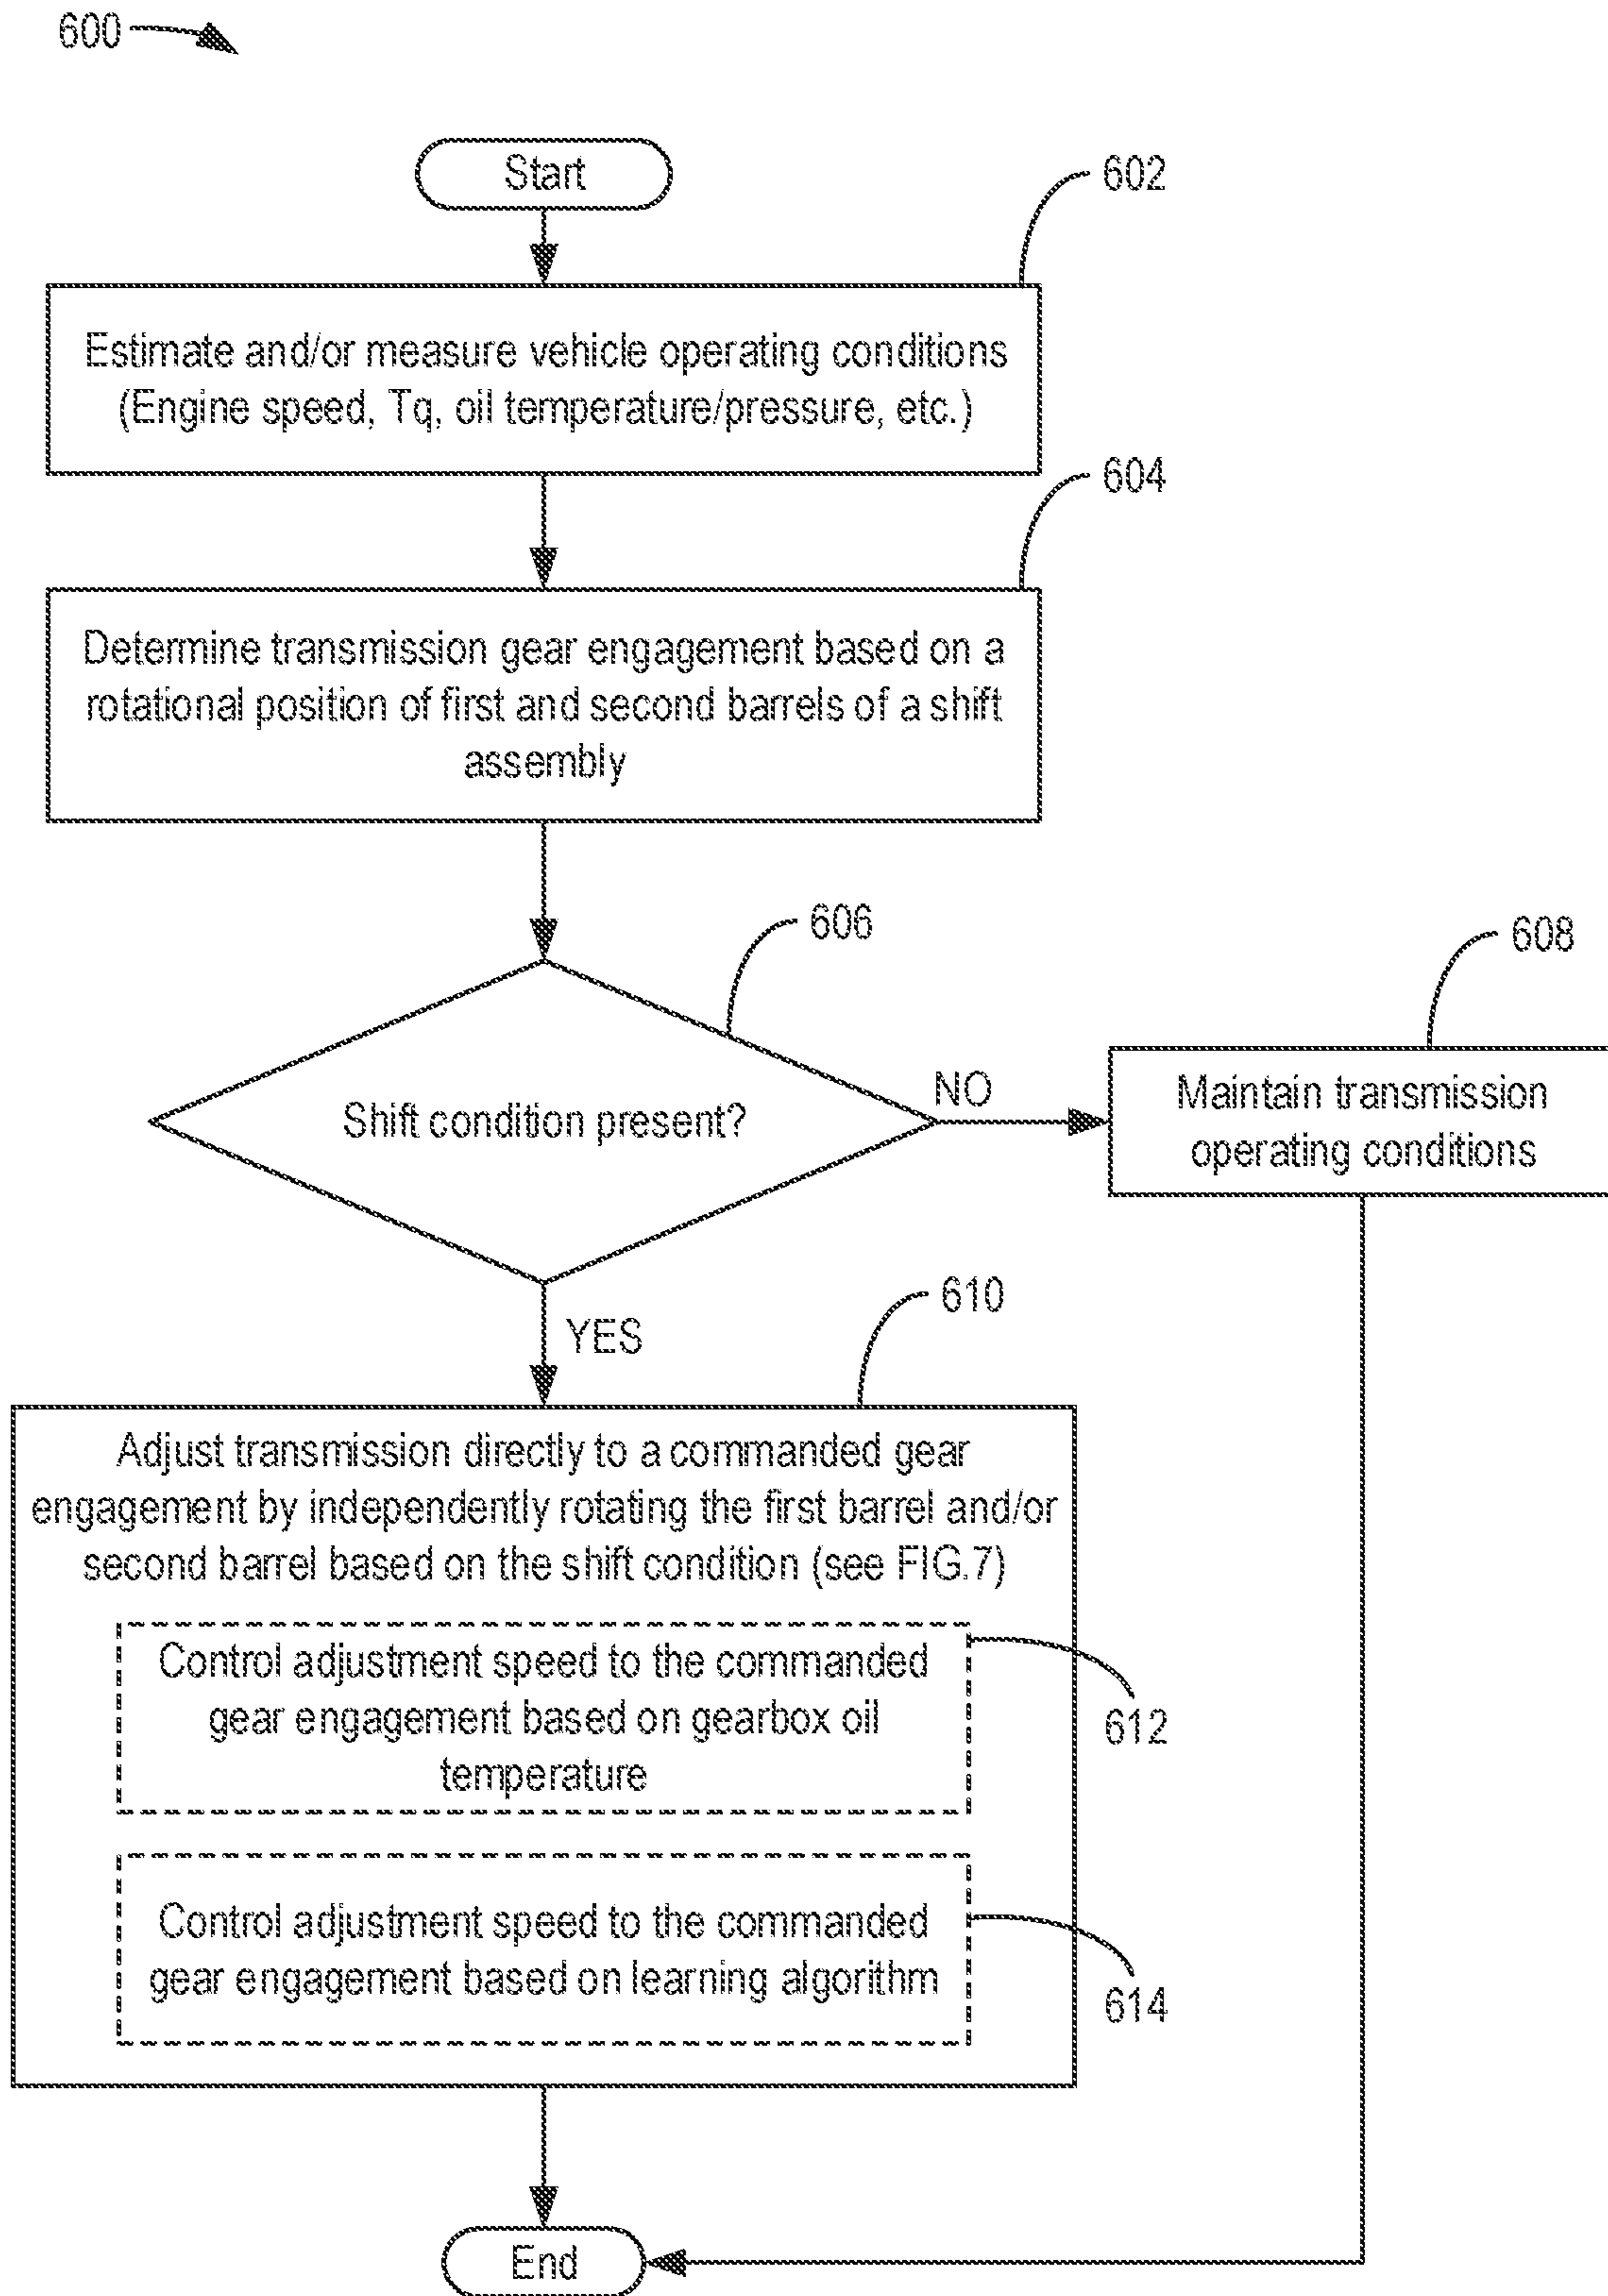 600
Start
602
Estimate and/or measure vehicle operating conditions
(Engine speed, Tq, oil temperature/pressure, etc.)
604
Determine transmission gear engagement based on a
rotational position of first and second barrels of a shift
assembly
606
608
Shift condition present?
NO
Maintain transmission
operating conditions
YES
610
Adjust transmission directly to a commanded gear
engagement by independently rotating the first barrel and/or
second barrel based on the shift condition (see FIG.7)
Control adjustment speed to the commanded
gear engagement based on gearbox oil
temperature
612
Control adjustment speed to the commanded
gear engagement based on learning algorithm
614
End